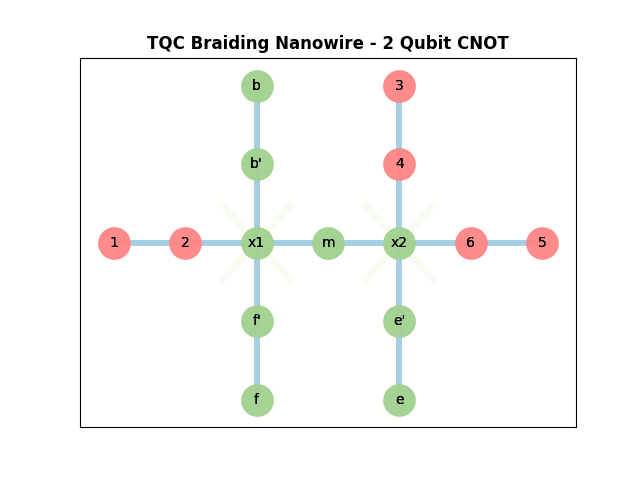 TQC Braiding Nanowire - 2 Qubit CNOT
b 3
b' 4
1 2 x1 m x2 6 5
f' e'
f e